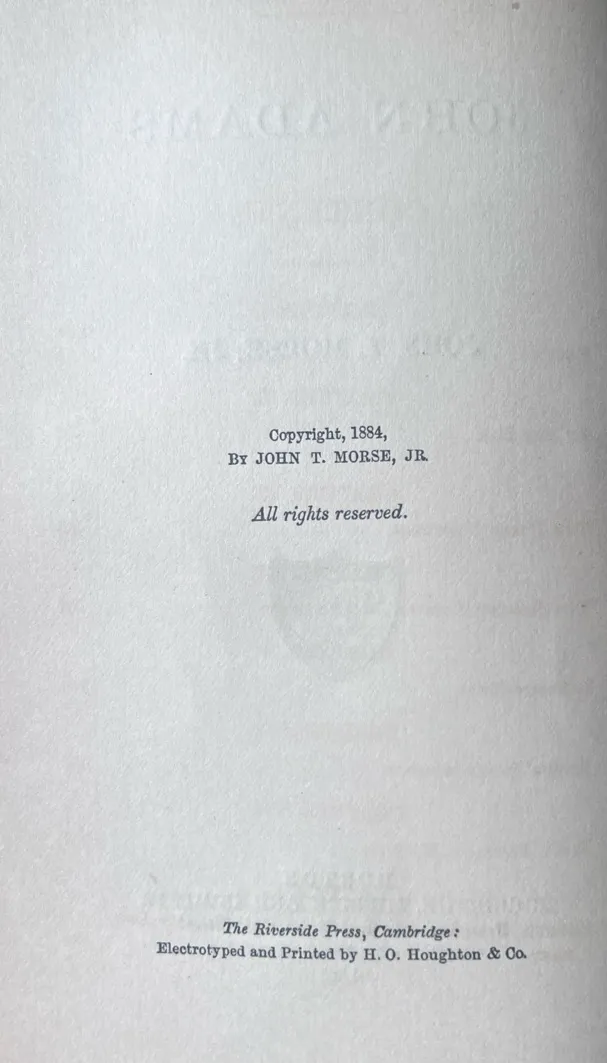 Copyright, 1884,
BY JOHN T. MORSE, JR.
All rights reserved.
The Riverside Press, Cambridge:
Electrotyped and Printed by H. O. Houghton & Co.